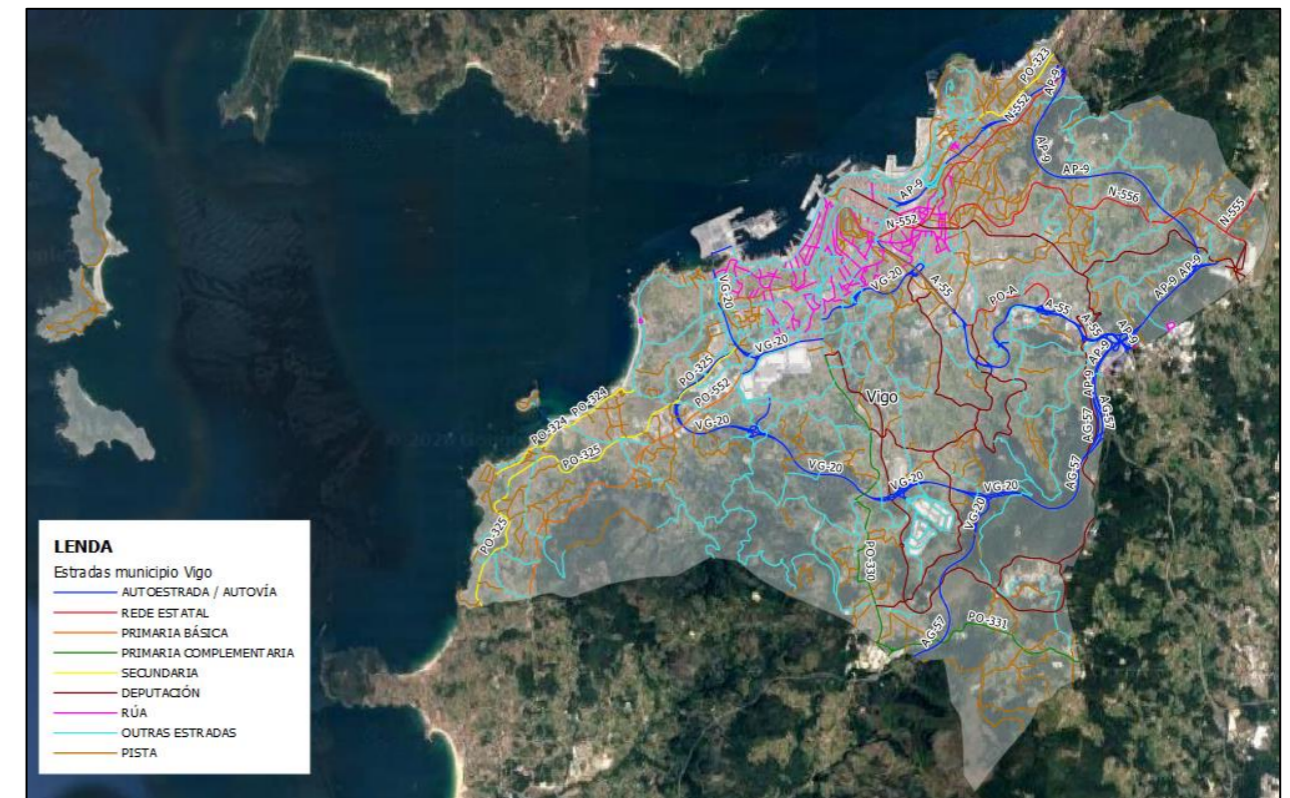 PO-323
AP-9
N-552
AP-9
AP-9
N-556
N-555
AP-9
N-552
VG-20
VG-20
A-55
PO-A
A-55
A-55
AP-9
AP-9
AP-9
AP-9
AP-9
VG-20
PO-325
PO-552
Vigo
AG-57
AG-57
PO-324
PO-324
VG-20
PO-325
VG-20
VG-20
VG-20
AG-57
VG-20
PO-325
PO-330
AG-57
PO-331
LENDA
Estradas municipio Vigo
AUTOESTRADA / AUTOVÍA
REDE ESTATAL
PRIMARIA BÁSICA
PRIMARIA COMPLEMENTARIA
SECUNDARIA
DEPUTACIÓN
RÚA
OUTRAS ESTRADAS
PISTA